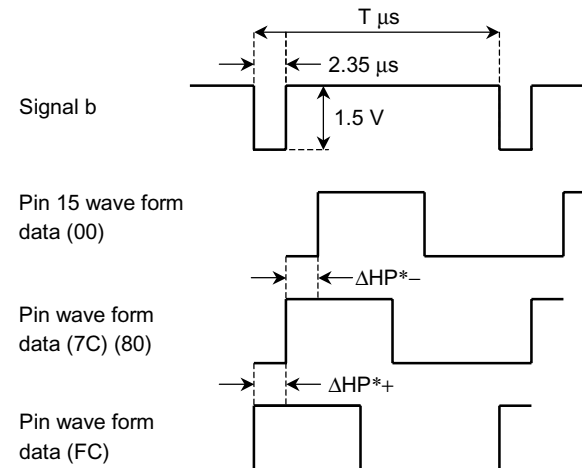 T μs
2.35 μs
Signal b
1.5 V
Pin 15 wave form
data (00)
ΔHP*−
Pin wave form
data (7C) (80)
ΔHP*+
Pin wave form
data (FC)